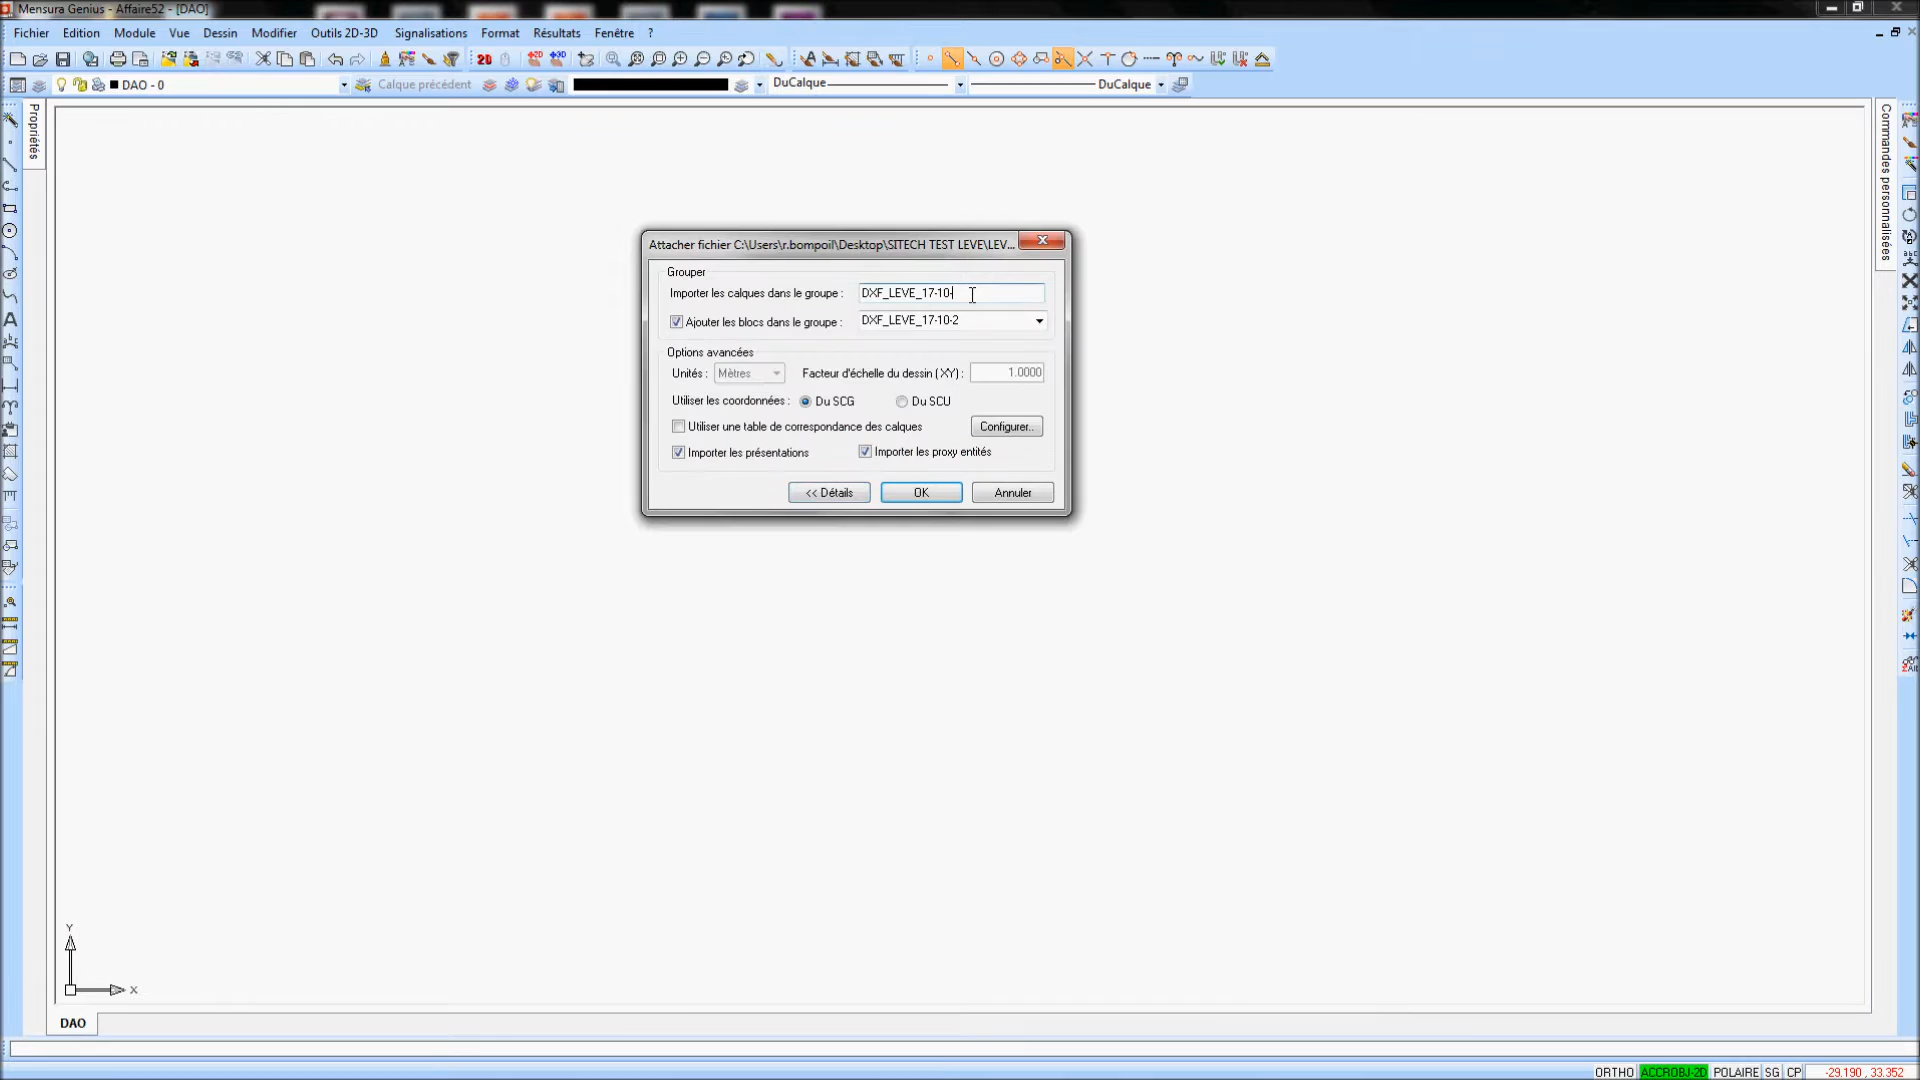 Mensura Genius - Affaire52 - [DAO]
Fichier Edition Module Vue Dessin Modifier Outils 2D-3D Signalisations Format Résultats Fenêtre ?
DAO - 0 Calque précédent DuCalque DuCalque
Propriétés
Commandes personnalisées
Attacher fichier C:\Users\r.bompoil\Desktop\SITECH TEST LEVE\LEV...
Grouper
Importer les calques dans le groupe : DXF_LEVE_17-10-
Ajouter les blocs dans le groupe : DXF_LEVE_17-10-2
Options avancées
Unités : Mètres Facteur d'échelle du dessin (XY) : 1.0000
Utiliser les coordonnées : Du SCG Du SCU
Utiliser une table de correspondance des calques Configurer..
Importer les présentations Importer les proxy entités
<< Détails OK Annuler
Y
X
DAO
ORTHO ACCROBJ-2D POLAIRE SG CP -29.190 , 33.352